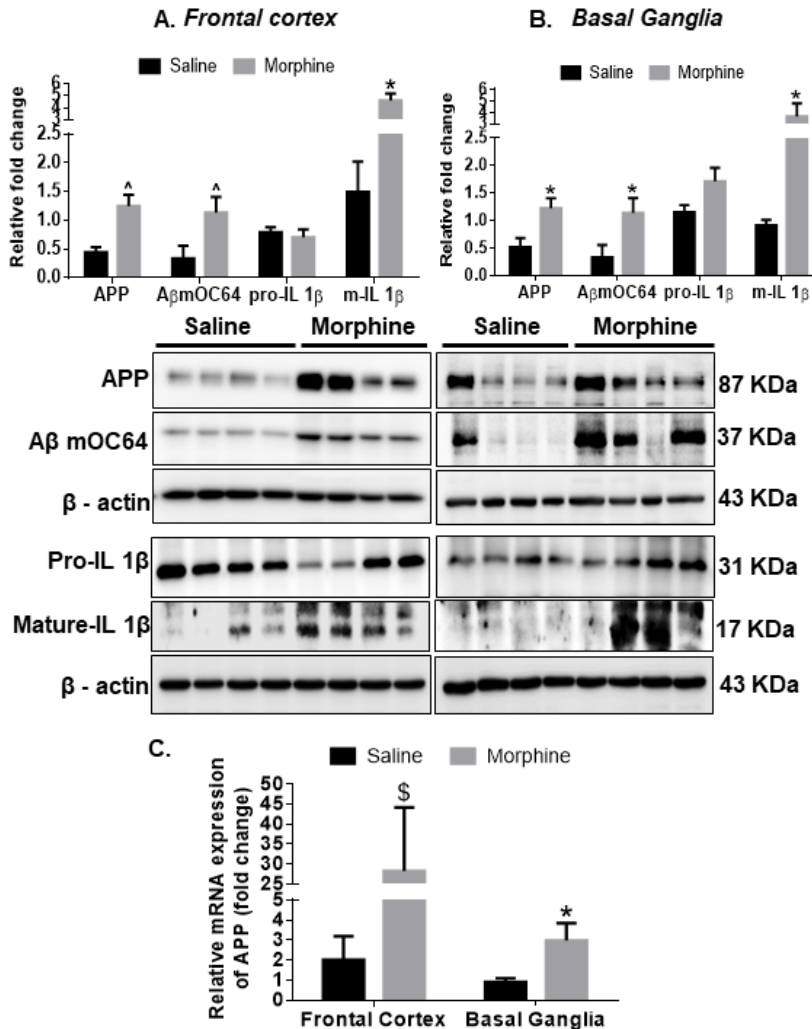 A. Frontal cortex
Saline Morphine
Relative fold change
6
5
4
3
2.5
2.0
1.5
1.0
0.5
0.0
^
^
*
APP AβmOC64 pro-IL 1β m-IL 1β
B. Basal Ganglia
Saline Morphine
Relative fold change
6
5
4
3
2.5
2.0
1.5
1.0
0.5
0.0
*
*
*
APP AβmOC64 pro-IL 1β m-IL 1β
Saline Morphine Saline Morphine
APP 87 KDa
Aβ mOC64 37 KDa
β - actin 43 KDa
Pro-IL 1β 31 KDa
Mature-IL 1β 17 KDa
β - actin 43 KDa
C.
Saline Morphine
Relative mRNA expression
of APP (fold change)
50
45
40
35
30
25
5
4
3
2
1
0
$
*
Frontal Cortex Basal Ganglia